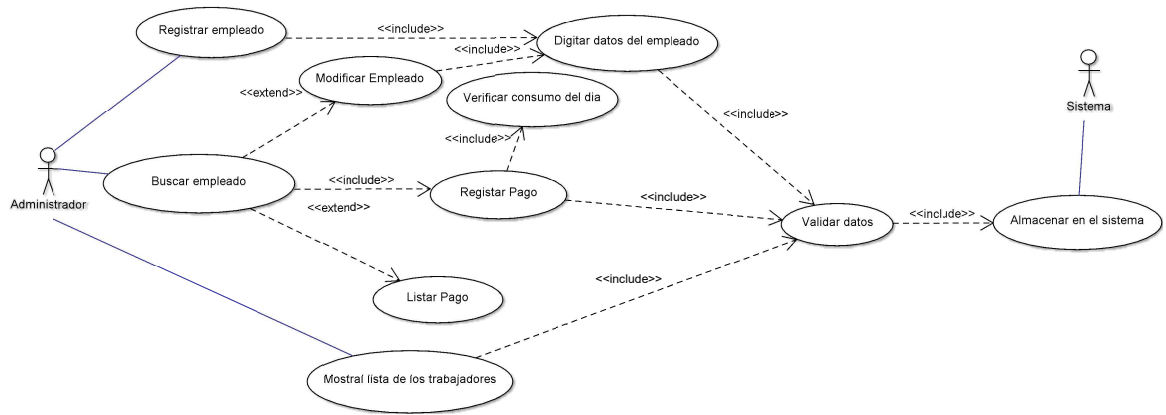 Registrar empleado
<<include>>
Digitar datos del empleado
<<include>>
Modificar Empleado
<<extend>>
Verificar consumo del dia
<<include>>
<<include>>
Sistema
Administrador
Buscar empleado
<<include>>
<<extend>>
Registar Pago
<<include>>
Validar datos
<<include>>
Almacenar en el sistema
<<include>>
Listar Pago
Mostral lista de los trabajadores